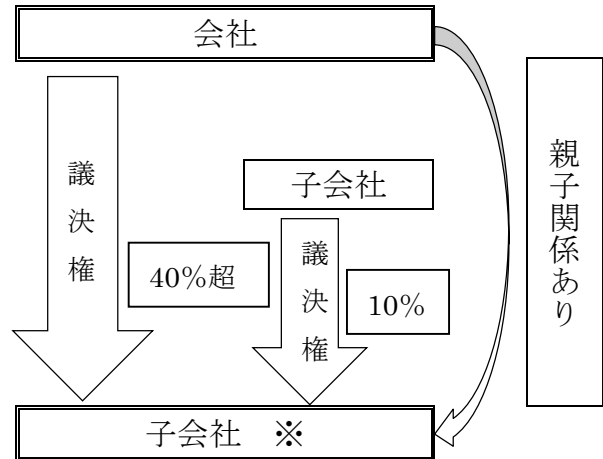 会社
議決権
子会社
議決権
40%超
10%
親子関係あり
子会社　※